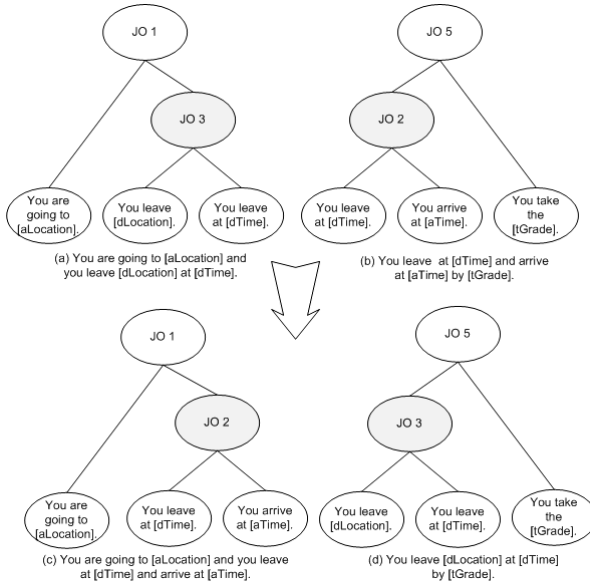 JO 1
JO 3
You are
going to
[aLocation].
You leave
[dLocation].
You leave
at [dTime].
(a) You are going to [aLocation] and
you leave [dLocation] at [dTime].
JO 5
JO 2
You leave
at [dTime].
You arrive
at [aTime].
You take
the
[tGrade].
(b) You leave at [dTime] and arrive
at [aTime] by [tGrade].
JO 1
JO 2
You are
going to
[aLocation].
You leave
at [dTime].
You arrive
at [aTime].
(c) You are going to [aLocation] and you leave
at [dTime] and arrive at [aTime].
JO 5
JO 3
You leave
[dLocation].
You leave
at [dTime].
You take
the
[tGrade].
(d) You leave [dLocation] at [dTime]
by [tGrade].